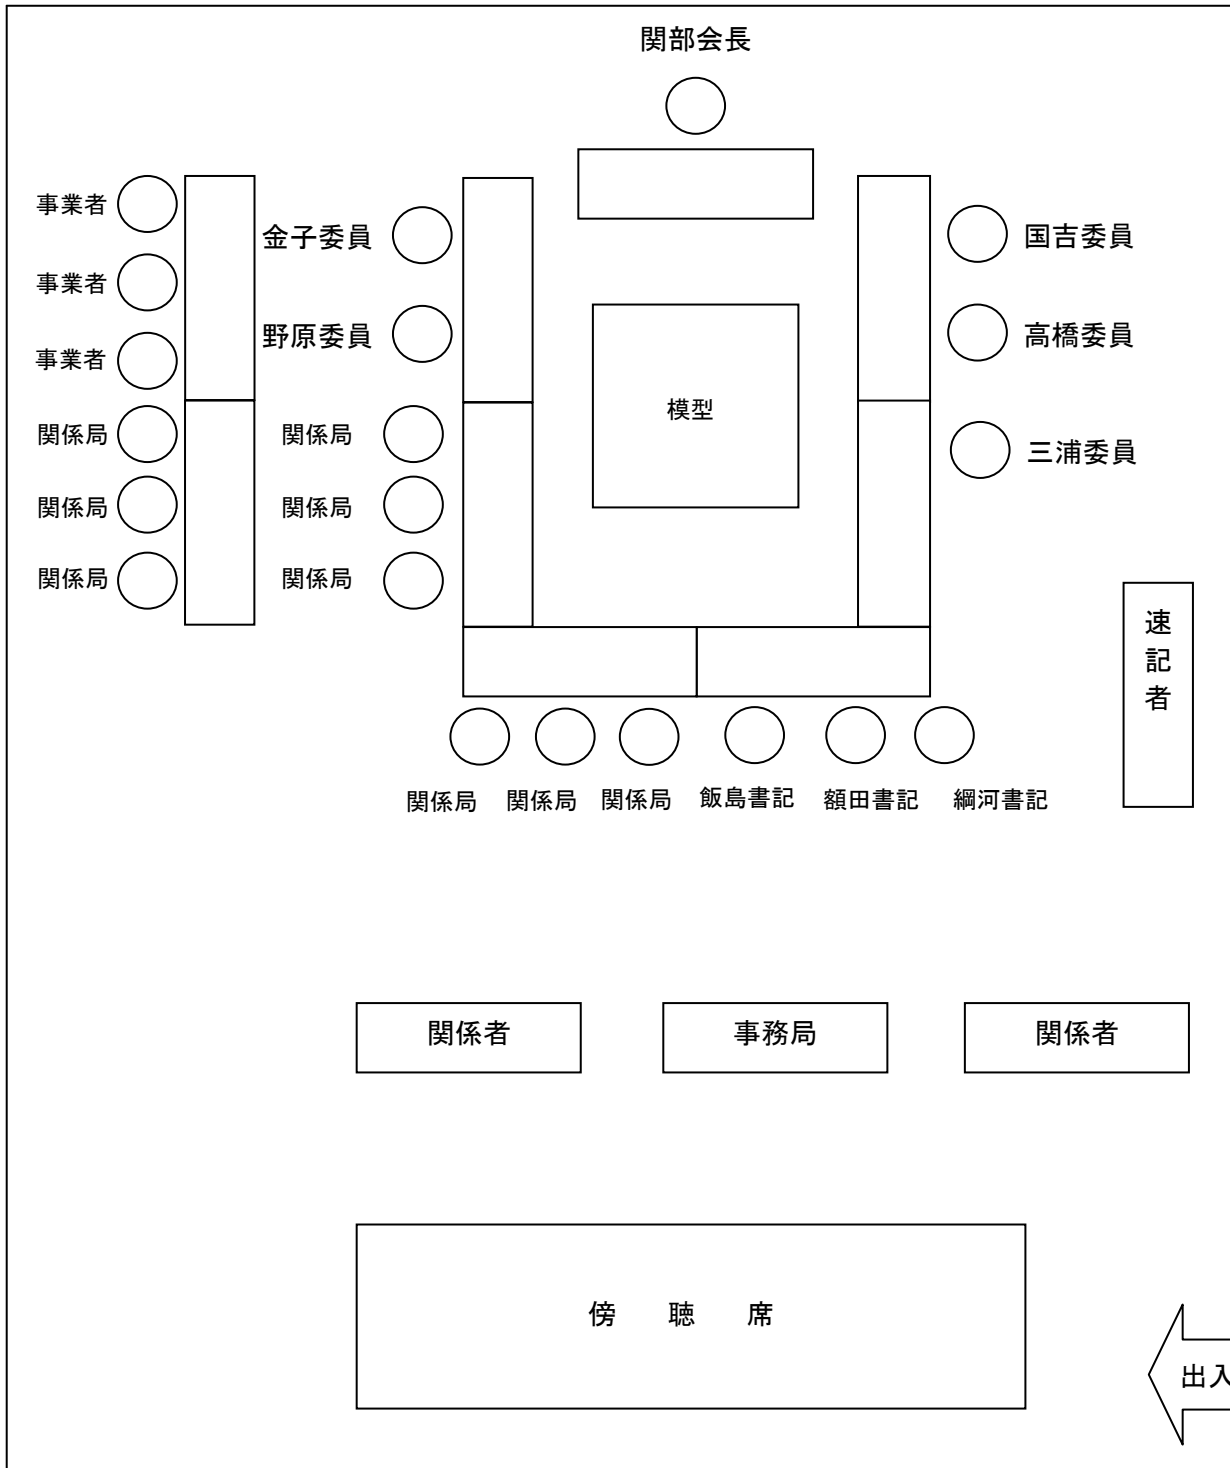 関部会長
事業者
金子委員
国吉委員
事業者
野原委員
高橋委員
事業者
模型
関係局
関係局
三浦委員
関係局
関係局
関係局
関係局
速記者
関係局
関係局
関係局
飯島書記
額田書記
綱河書記
関係者
事務局
関係者
傍 聴 席
出入